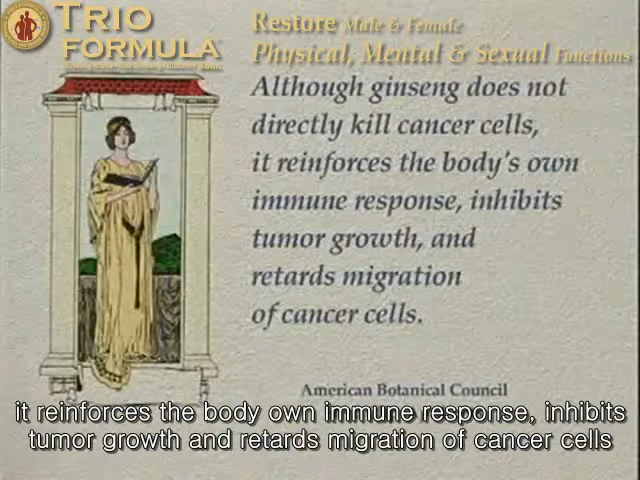 TRIO
FORMULA
Restore Male & Female
Physical, Mental & Sexual Functions
Although ginseng does not
directly kill cancer cells,
it reinforces the body's own
immune response, inhibits
tumor growth, and
retards migration
of cancer cells.
American Botanical Council
it reinforces the body own immune response, inhibits
tumor growth and retards migration of cancer cells